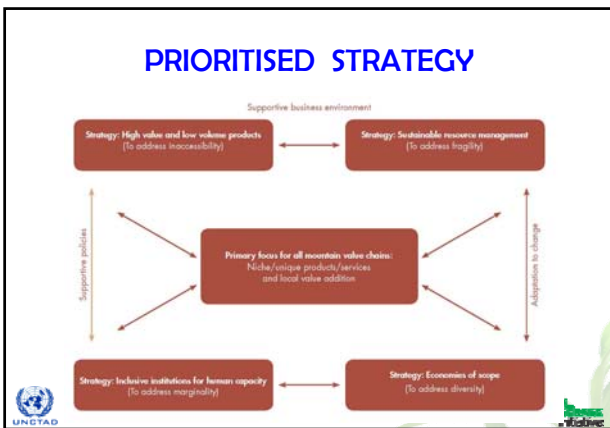 PRIORITISED STRATEGY
Supportive business environment
Strategy: High value and low volume products
(To address inaccessibility)
Strategy: Sustainable resource management
(To address fragility)
Supportive policies
Primary focus for all mountain value chains:
Niche/unique products/services
and local value addition
Adaptation to change
Strategy: Inclusive institutions for human capacity
(To address marginality)
Strategy: Economies of scope
(To address diversity)
UNCTAD